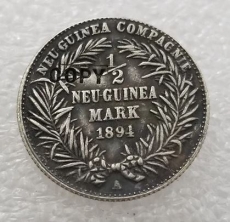 NEU GUINEA COMPAGNIE
COPY
1/2
NEU-GUINEA
MARK
1894
A